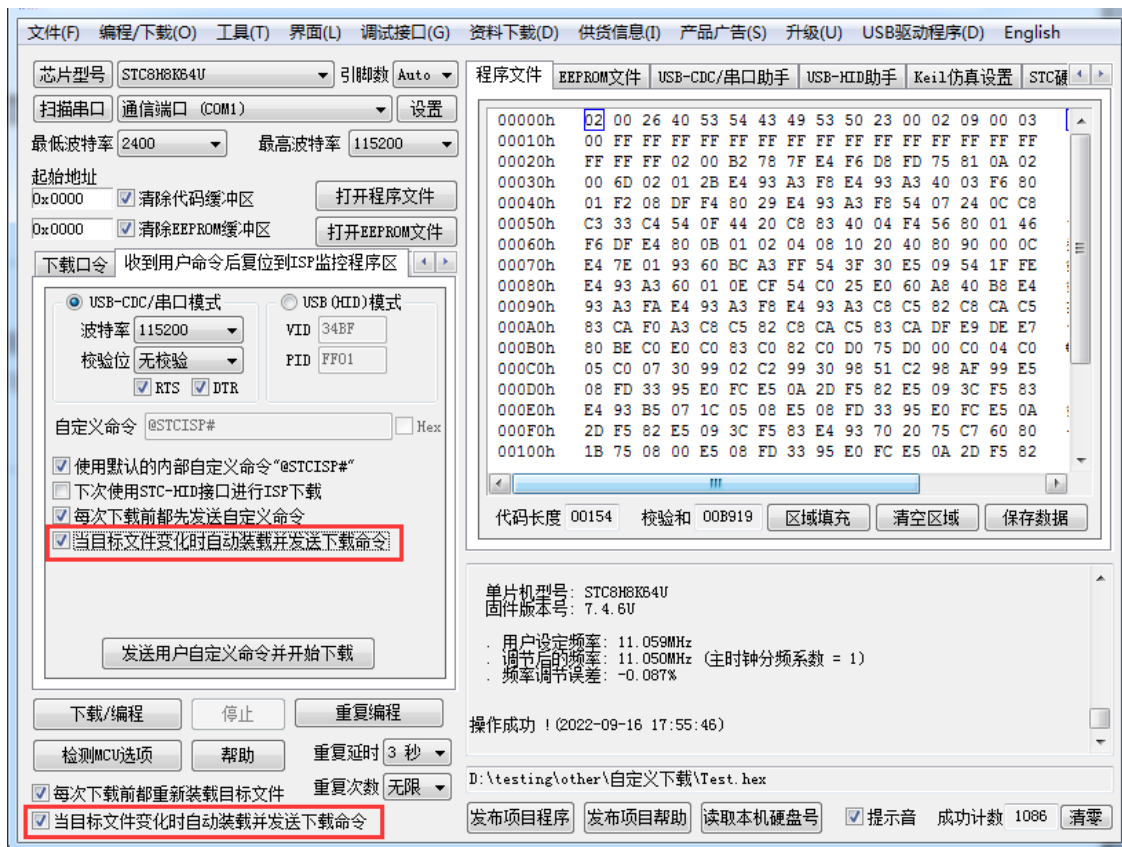 文件(F) 编程/下载(O) 工具(T) 界面(L) 调试接口(G) 资料下载(D) 供货信息(I) 产品广告(S) 升级(U) USB驱动程序(D) English
芯片型号 STC8H8K64U 引脚数 Auto
扫描串口 通信端口 (COM1) 设置
最低波特率 2400 最高波特率 115200
起始地址
0x0000 清除代码缓冲区 打开程序文件
0x0000 清除EEPROM缓冲区 打开EEPROM文件
下载口令 收到用户命令后复位到ISP监控程序区
USB-CDC/串口模式 USB(HID)模式
波特率 115200 VID 34BF
校验位 无校验 PID FF01
RTS DTR
自定义命令 @STCISP# Hex
使用默认的内部自定义命令"@STCISP#"
下次使用STC-HID接口进行ISP下载
每次下载前都先发送自定义命令
当目标文件变化时自动装载并发送下载命令
发送用户自定义命令并开始下载
下载/编程 停止 重复编程
检测MCU选项 帮助 重复延时 3 秒
每次下载前都重新装载目标文件 重复次数 无限
当目标文件变化时自动装载并发送下载命令
程序文件 EEPROM文件 USB-CDC/串口助手 USB-HID助手 Keil仿真设置 STC硬
00000h 02 00 26 40 53 54 43 49 53 50 23 00 02 09 00 03
00010h 00 FF FF FF FF FF FF FF FF FF FF FF FF FF FF FF
00020h FF FF FF 02 00 B2 78 7F E4 F6 D8 FD 75 81 0A 02
00030h 00 6D 02 01 2B E4 93 A3 F8 E4 93 A3 40 03 F6 80
00040h 01 F2 08 DF F4 80 29 E4 93 A3 F8 54 07 24 0C C8
00050h C3 33 C4 54 0F 44 20 C8 83 40 04 F4 56 80 01 46
00060h F6 DF E4 80 0B 01 02 04 08 10 20 40 80 90 00 0C
00070h E4 7E 01 93 60 BC A3 FF 54 3F 30 E5 09 54 1F FE
00080h E4 93 A3 60 01 0E CF 54 C0 25 E0 60 A8 40 B8 E4
00090h 93 A3 FA E4 93 A3 F8 E4 93 A3 C8 C5 82 C8 CA C5
000A0h 83 CA F0 A3 C8 C5 82 C8 CA C5 83 CA DF E9 DE E7
000B0h 80 BE C0 E0 C0 83 C0 82 C0 D0 75 D0 00 C0 04 C0
000C0h 05 C0 07 30 99 02 C2 99 30 98 51 C2 98 AF 99 E5
000D0h 08 FD 33 95 E0 FC E5 0A 2D F5 82 E5 09 3C F5 83
000E0h E4 93 B5 07 1C 05 08 E5 08 FD 33 95 E0 FC E5 0A
000F0h 2D F5 82 E5 09 3C F5 83 E4 93 70 20 75 C7 60 80
00100h 1B 75 08 00 E5 08 FD 33 95 E0 FC E5 0A 2D F5 82
代码长度 00154 校验和 00B919 区域填充 清空区域 保存数据
单片机型号: STC8H8K64U
固件版本号: 7.4.6U
. 用户设定频率: 11.059MHz
. 调节后的频率: 11.050MHz (主时钟分频系数 = 1)
. 频率调节误差: -0.087%
操作成功 !(2022-09-16 17:55:46)
D:\testing\other\自定义下载\Test.hex
发布项目程序 发布项目帮助 读取本机硬盘号 提示音 成功计数 1086 清零